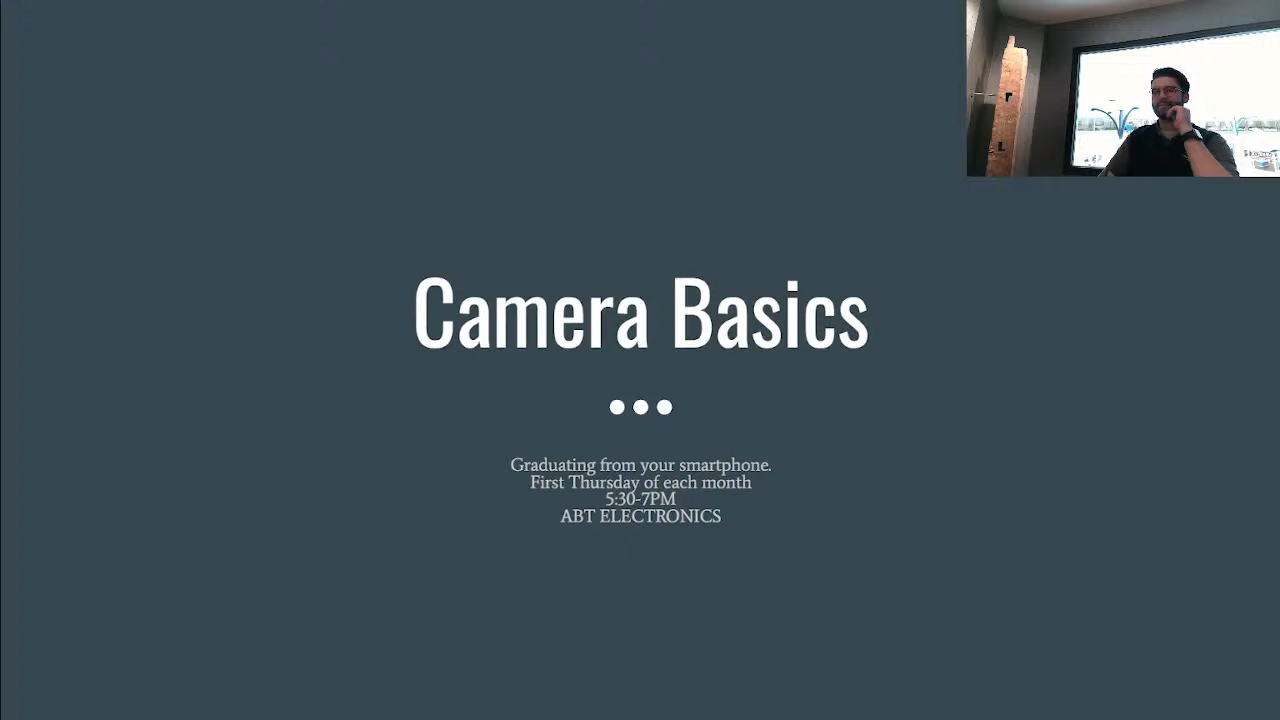 Camera Basics
Graduating from your smartphone.
First Thursday of each month
5:30-7PM
ABT ELECTRONICS